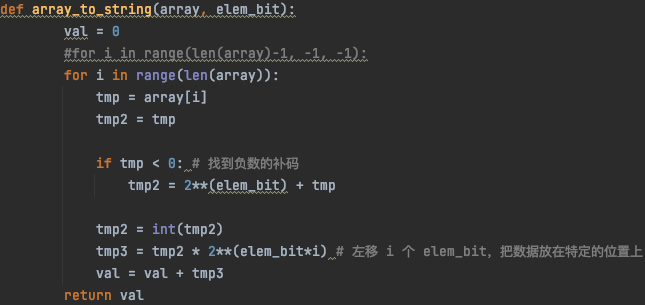 def array_to_string(array, elem_bit):
val = 0
#for i in range(len(array)-1, -1, -1):
for i in range(len(array)):
tmp = array[i]
tmp2 = tmp
if tmp < 0: # 找到负数的补码
tmp2 = 2**(elem_bit) + tmp
tmp2 = int(tmp2)
tmp3 = tmp2 * 2**(elem_bit*i) # 左移 i 个 elem_bit，把数据放在特定的位置上
val = val + tmp3
return val